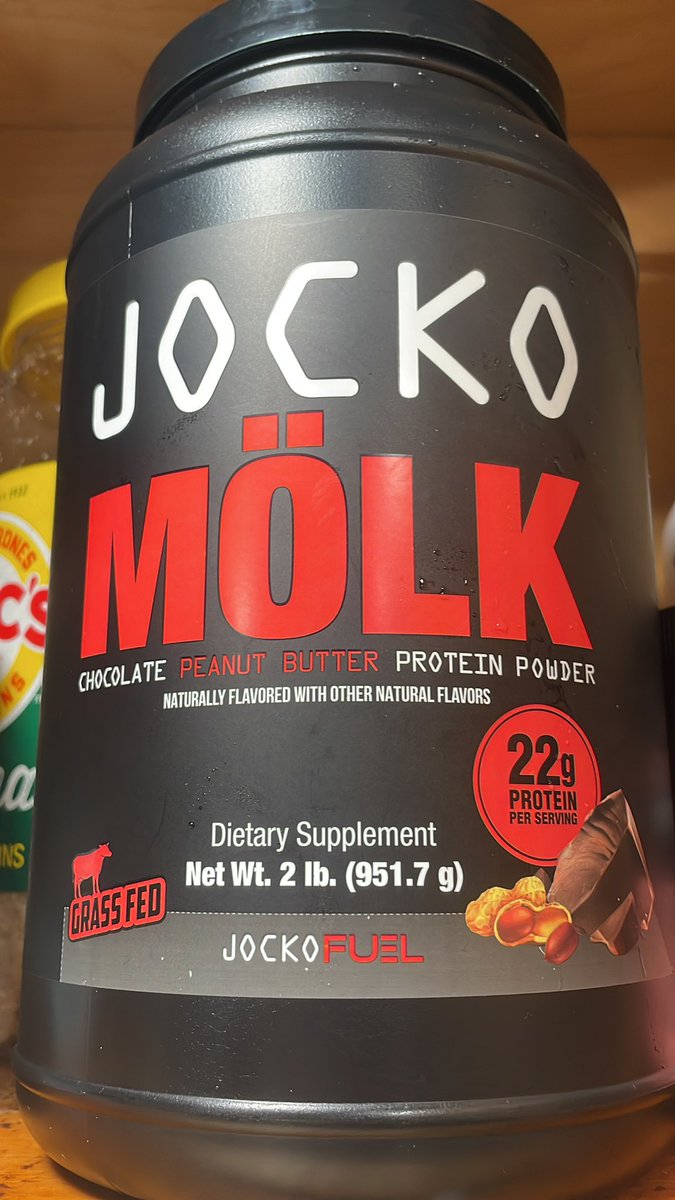 JOCKO
MÖLK
CHOCOLATE PEANUT BUTTER PROTEIN POWDER
NATURALLY FLAVORED WITH OTHER NATURAL FLAVORS
22g
PROTEIN
PER SERVING
Dietary Supplement
Net Wt. 2 lb. (951.7 g)
GRASS FED
JOCKOFUEL